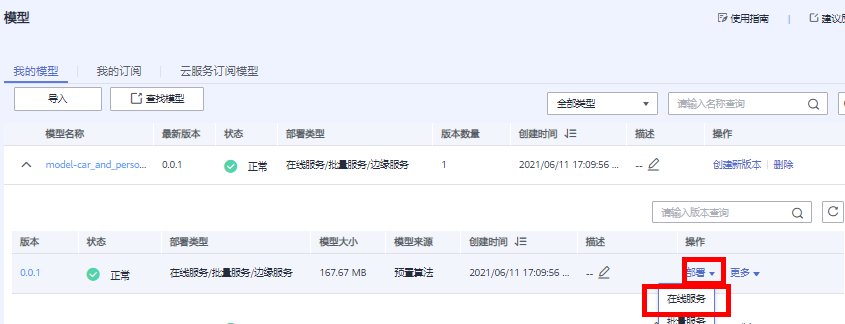 模型
使用指南
建议反
我的模型 我的订阅 云服务订阅模型
导入 查找模型 全部类型 请输入名称查询
模型名称 最新版本 状态 部署类型 版本数量 创建时间 描述 操作
model-car_and_perso... 0.0.1 正常 在线服务/批量服务/边缘服务 1 2021/06/11 17:09:56 ... -- 创建新版本 删除
请输入版本查询
版本 状态 部署类型 模型大小 模型来源 创建时间 描述 操作
0.0.1 正常 在线服务/批量服务/边缘服务 167.67 MB 预置算法 2021/06/11 17:09:56 ... -- 部署 更多
在线服务
批量服务